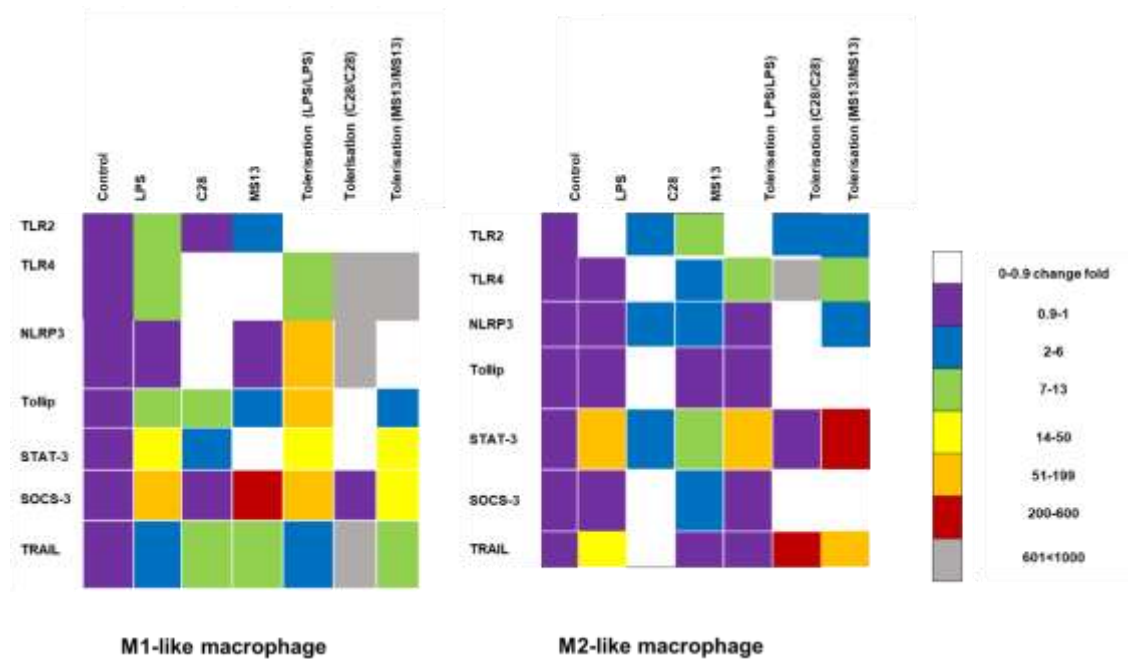 Control
LPS
C28
MS13
Tolerisation (LPS/LPS)
Tolerisation (C28/C28)
Tolerisation (MS13/MS13)
TLR2
TLR4
NLRP3
Tollip
STAT-3
SOCS-3
TRAIL
M1-like macrophage
Control
LPS
C28
MS13
Tolerisation LPS/LPS)
Tolerisation (C28/C28)
Tolerisation (MS13/MS13)
TLR2
TLR4
NLRP3
Tollip
STAT-3
SOCS-3
TRAIL
M2-like macrophage
0-0.9 change fold
0.9-1
2-6
7-13
14-50
51-199
200-600
601<1000